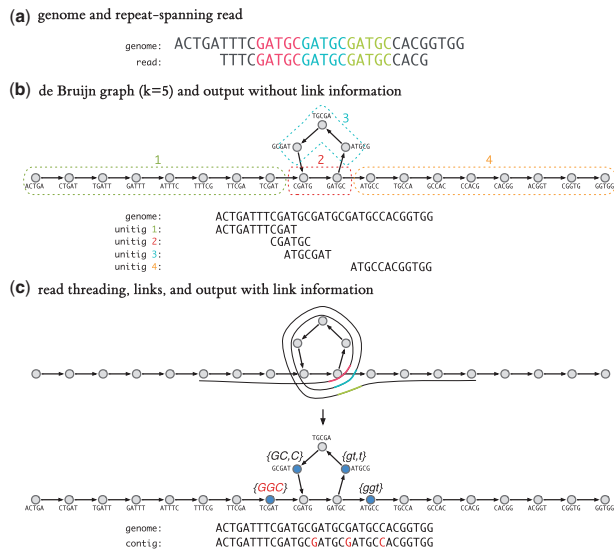 (a) genome and repeat-spanning read
genome: ACTGATTTCGATGCGATGCGATGCCACGGTGG
read: TTTCGATGCGATGCGATGCCACG
(b) de Bruijn graph (k=5) and output without link information
TGCGA
3
GCGAT
ATGCG
1
2
4
ACTGA CTGAT TGATT GATTT ATTTC TTTCG TTCGA TCGAT CGATG GATGC ATGCC TGCCA GCCAC CCACG CACGG ACGGT CGGTG GGTGG
genome: ACTGATTTCGATGCGATGCGATGCCACGGTGG
unitig 1: ACTGATTTCGAT
unitig 2: CGATGC
unitig 3: ATGCGAT
unitig 4: ATGCCACGGTGG
(c) read threading, links, and output with link information
TGCGA
{GC,C}
{gt,t}
GCGAT
ATGCG
{GGC}
{ggt}
ACTGA CTGAT TGATT GATTT ATTTC TTTCG TTCGA TCGAT CGATG GATGC ATGCC TGCCA GCCAC CCACG CACGG ACGGT CGGTG GGTGG
genome: ACTGATTTCGATGCGATGCGATGCCACGGTGG
contig: ACTGATTTCGATGCGATGCGATGCCACGGTGG